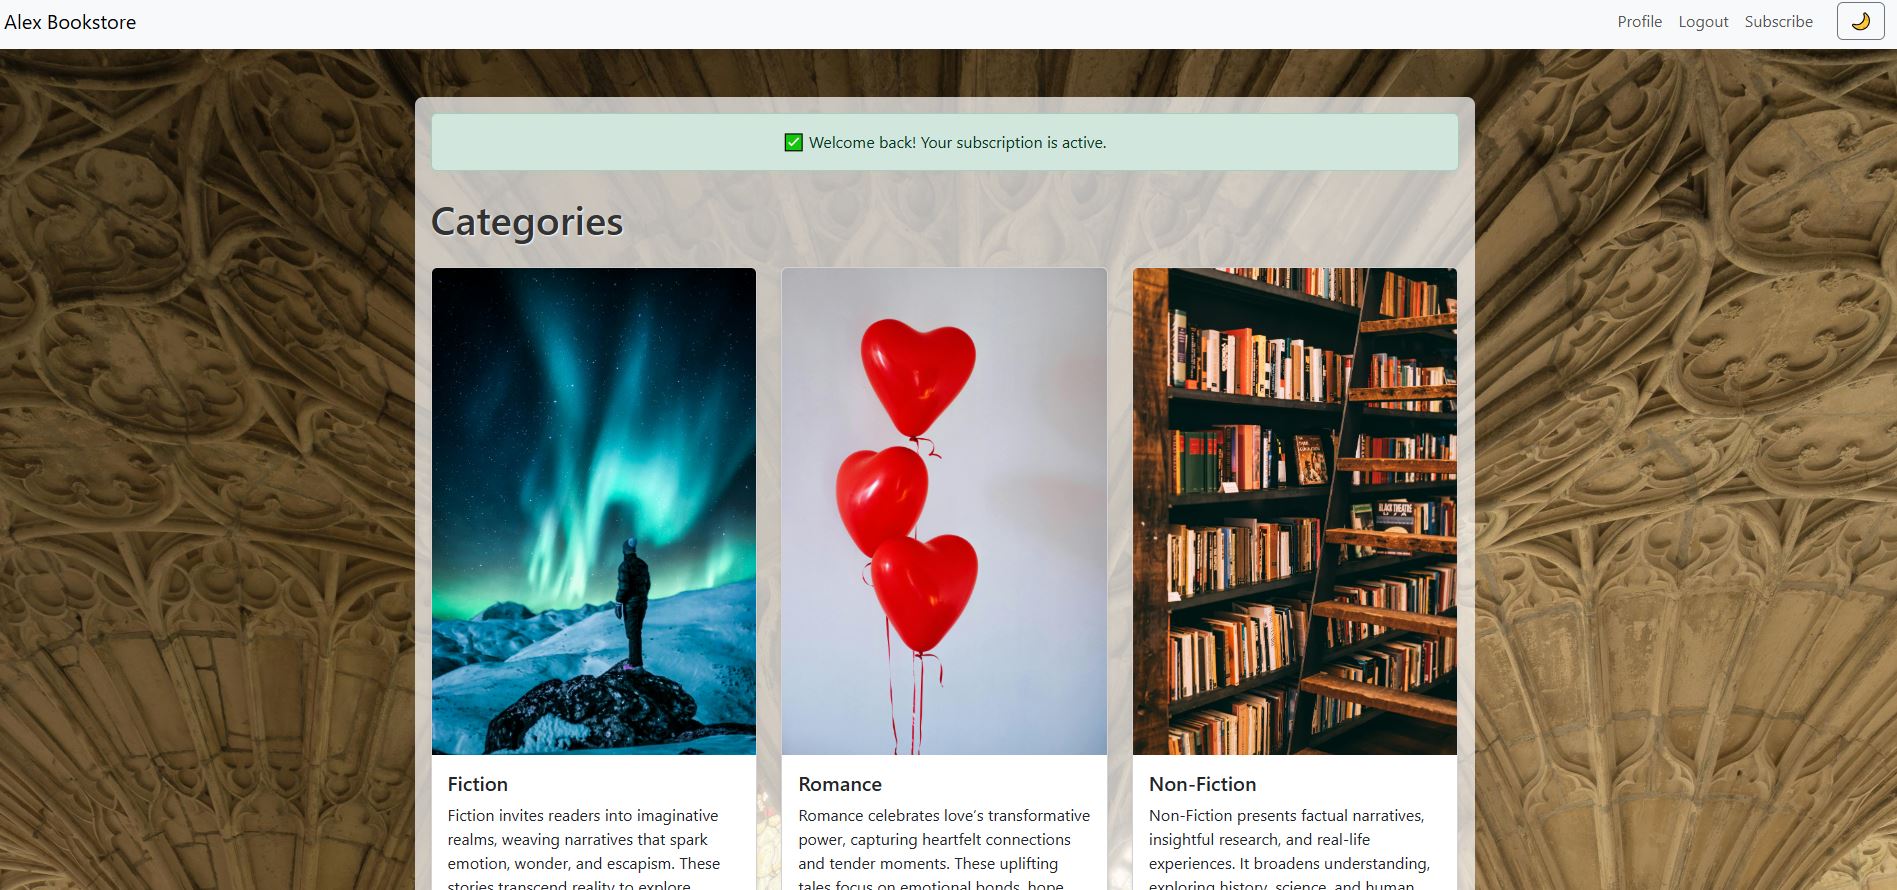 Alex Bookstore
Profile Logout Subscribe
Welcome back! Your subscription is active.
Categories
Fiction
Fiction invites readers into imaginative
realms, weaving narratives that spark
emotion, wonder, and escapism. These
stories transcend reality to explore
Romance
Romance celebrates love’s transformative
power, capturing heartfelt connections
and tender moments. These uplifting
tales focus on emotional bonds, hope
BLACK THEATRE
USA
Non-Fiction
Non-Fiction presents factual narratives,
insightful research, and real-life
experiences. It broadens understanding,
exploring history, science, and human